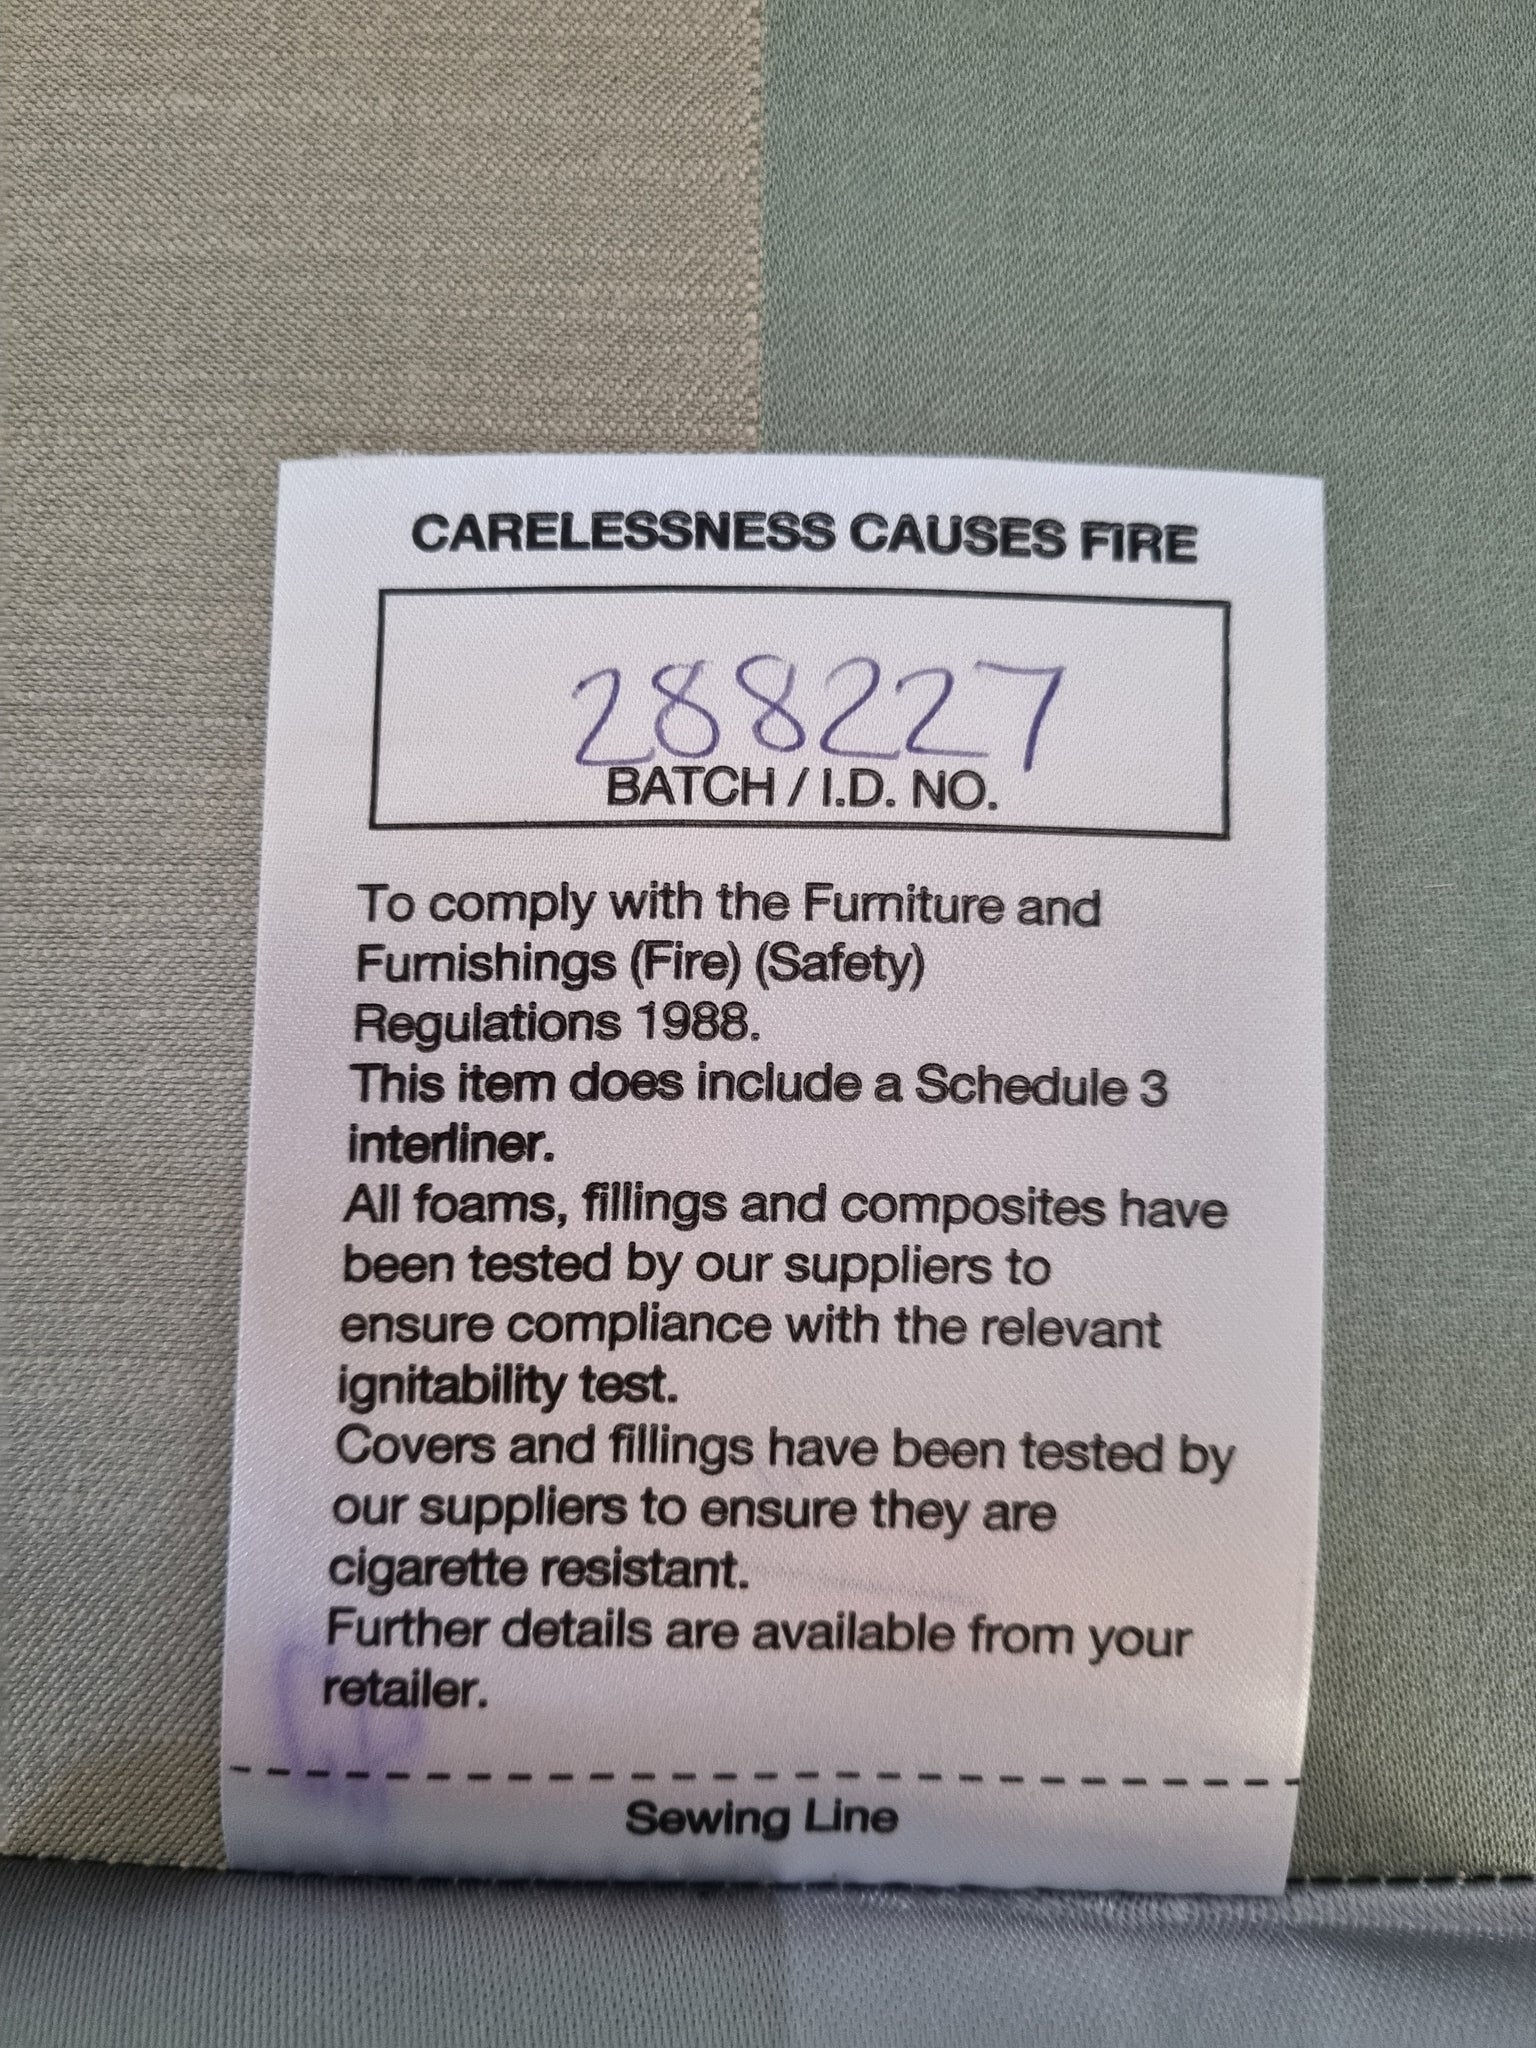 CARELESSNESS CAUSES FIRE
288227
BATCH / I.D. NO.
To comply with the Furniture and
Furnishings (Fire) (Safety)
Regulations 1988.
This item does include a Schedule 3
interliner.
All foams, fillings and composites have
been tested by our suppliers to
ensure compliance with the relevant
ignitability test.
Covers and fillings have been tested by
our suppliers to ensure they are
cigarette resistant.
Further details are available from your
retailer.
Sewing Line